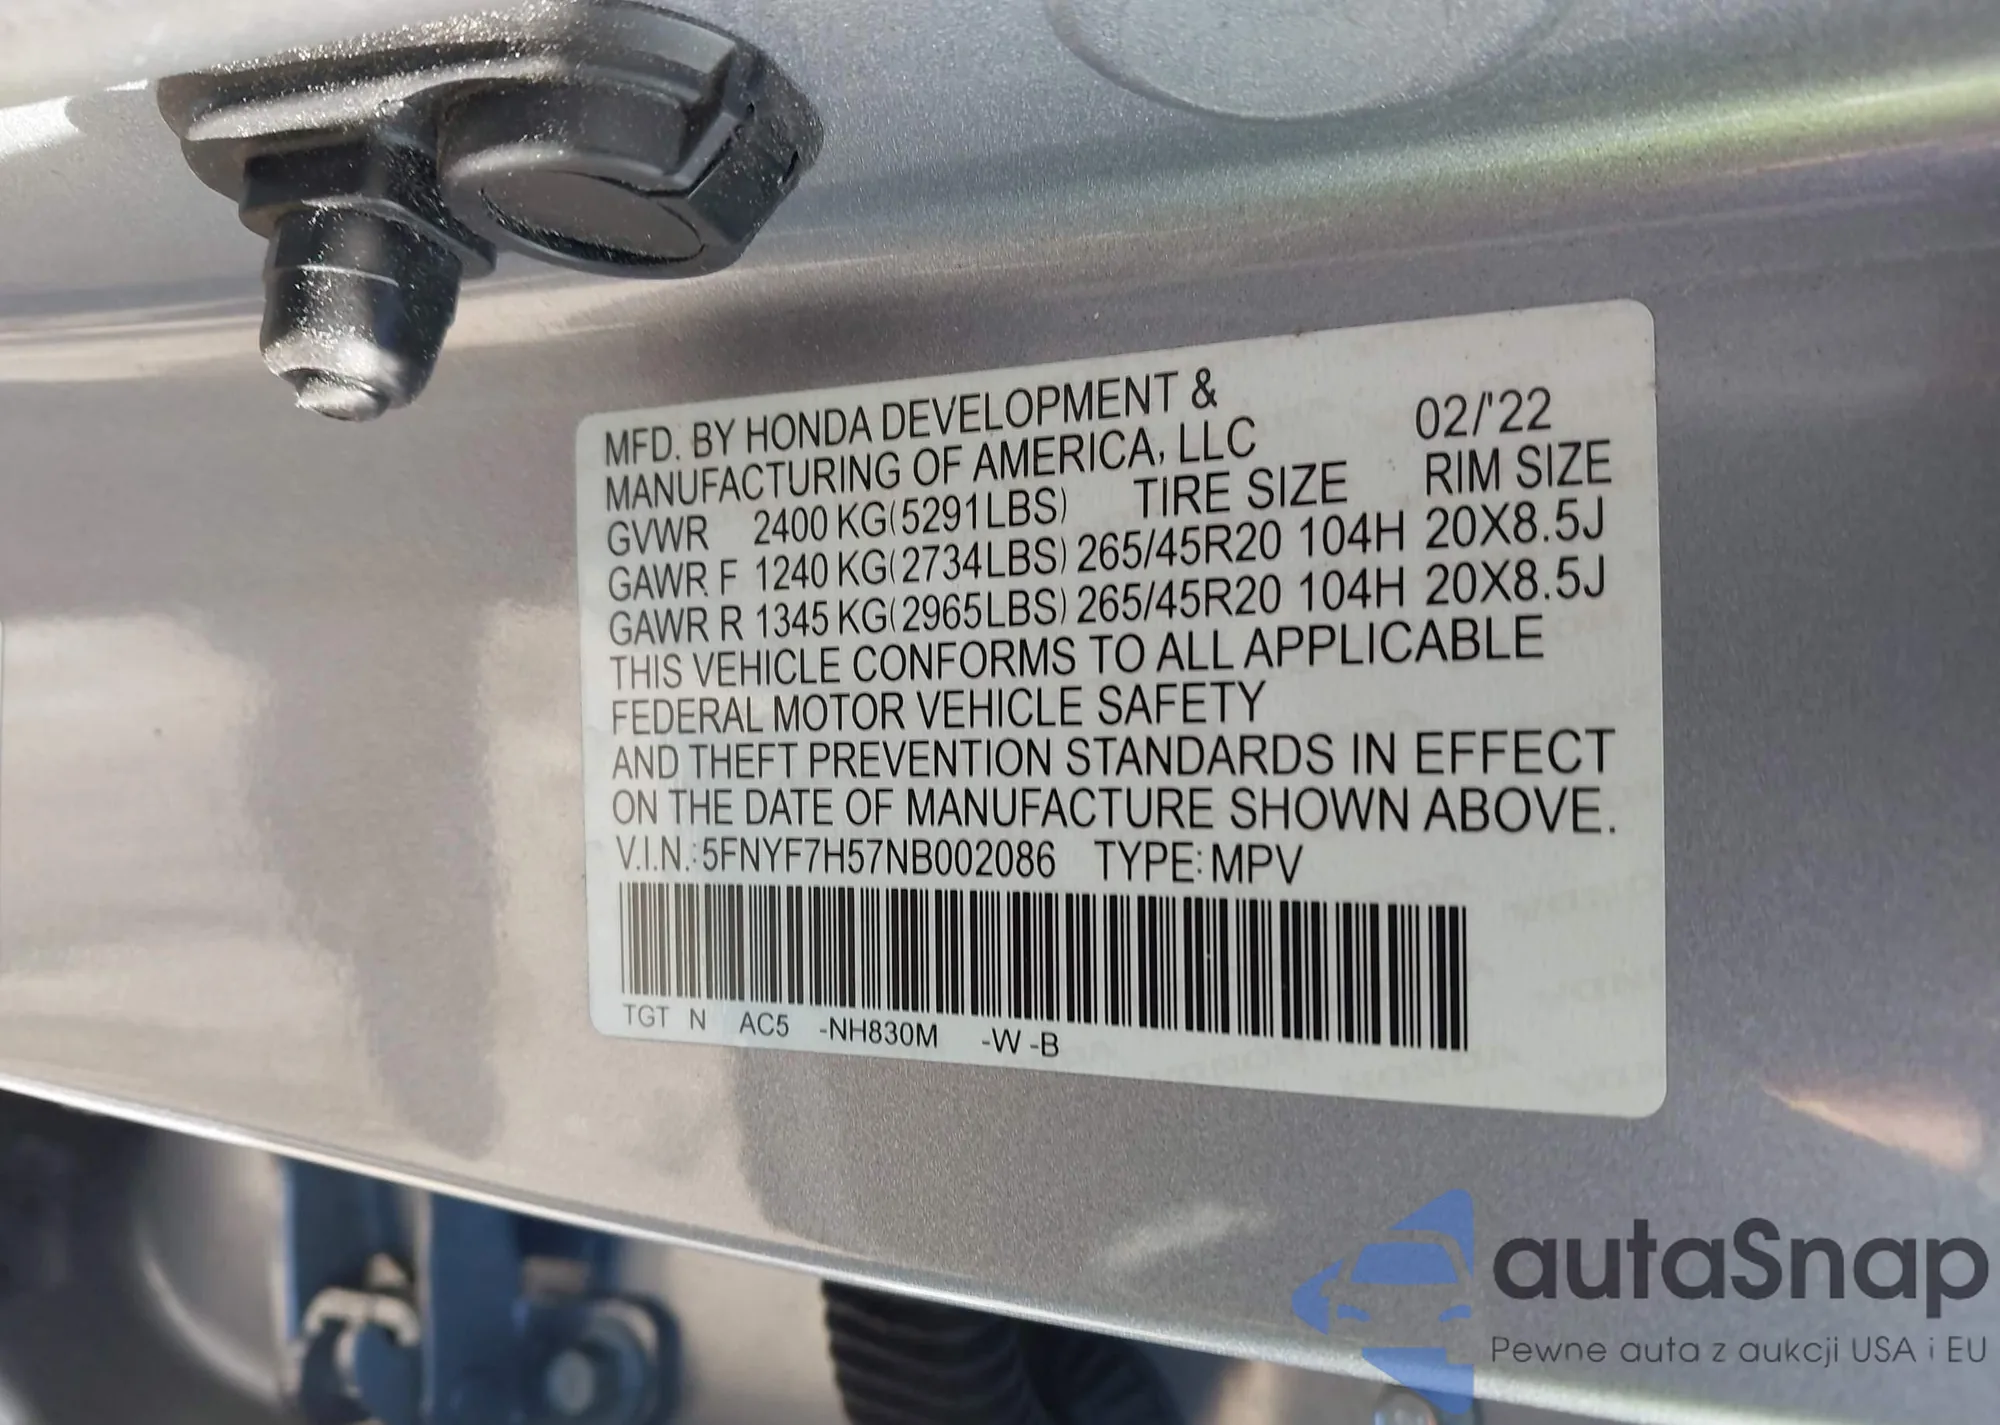 MFD. BY HONDA DEVELOPMENT & 02/'22
MANUFACTURING OF AMERICA, LLC
GVWR 2400 KG(5291LBS) TIRE SIZE RIM SIZE
GAWR F 1240 KG(2734LBS) 265/45R20 104H 20X8.5J
GAWR R 1345 KG(2965LBS) 265/45R20 104H 20X8.5J
THIS VEHICLE CONFORMS TO ALL APPLICABLE
FEDERAL MOTOR VEHICLE SAFETY
AND THEFT PREVENTION STANDARDS IN EFFECT
ON THE DATE OF MANUFACTURE SHOWN ABOVE.
V.I.N.: 5FNYF7H57NB002086 TYPE: MPV
TGT N AC5 -NH830M -W -B
autaSnap
Pewne auta z aukcji USA i EU